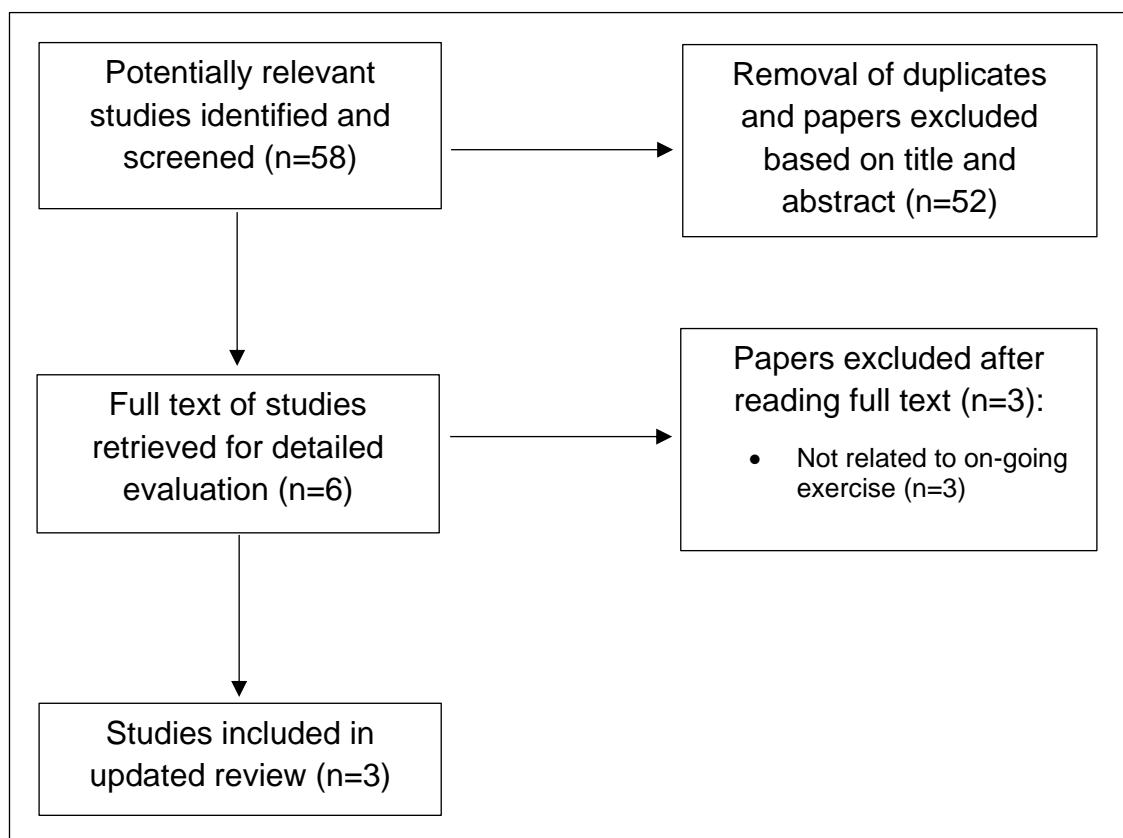 Potentially relevant
studies identified and
screened (n=58)
Removal of duplicates
and papers excluded
based on title and
abstract (n=52)
Full text of studies
retrieved for detailed
evaluation (n=6)
Papers excluded after
reading full text (n=3):
• Not related to on-going
exercise (n=3)
Studies included in
updated review (n=3)